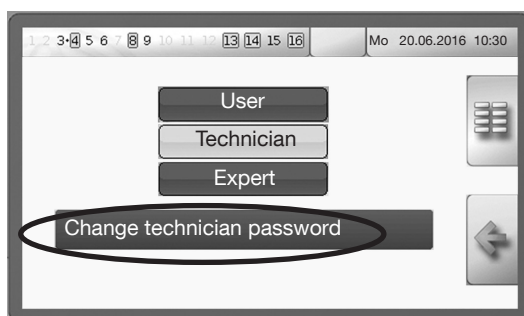 1 2 3•4 5 6 7 8 9 10 11 12 13 14 15 16 Mo 20.06.2016 10:30
User
Technician
Expert
Change technician password